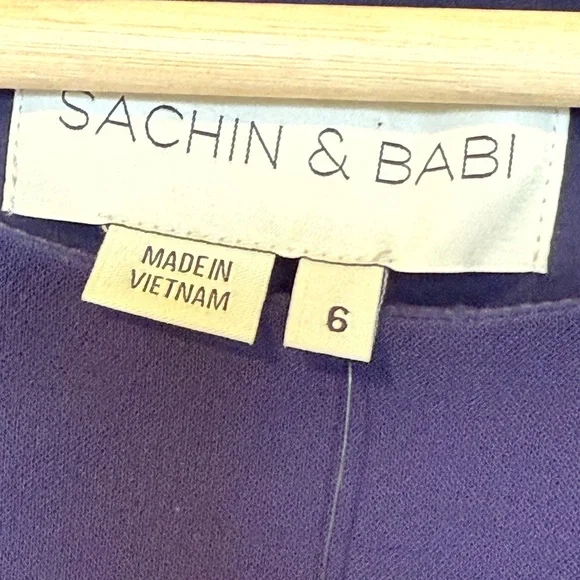 SACHIN & BABI
MADE IN
VIETNAM
6